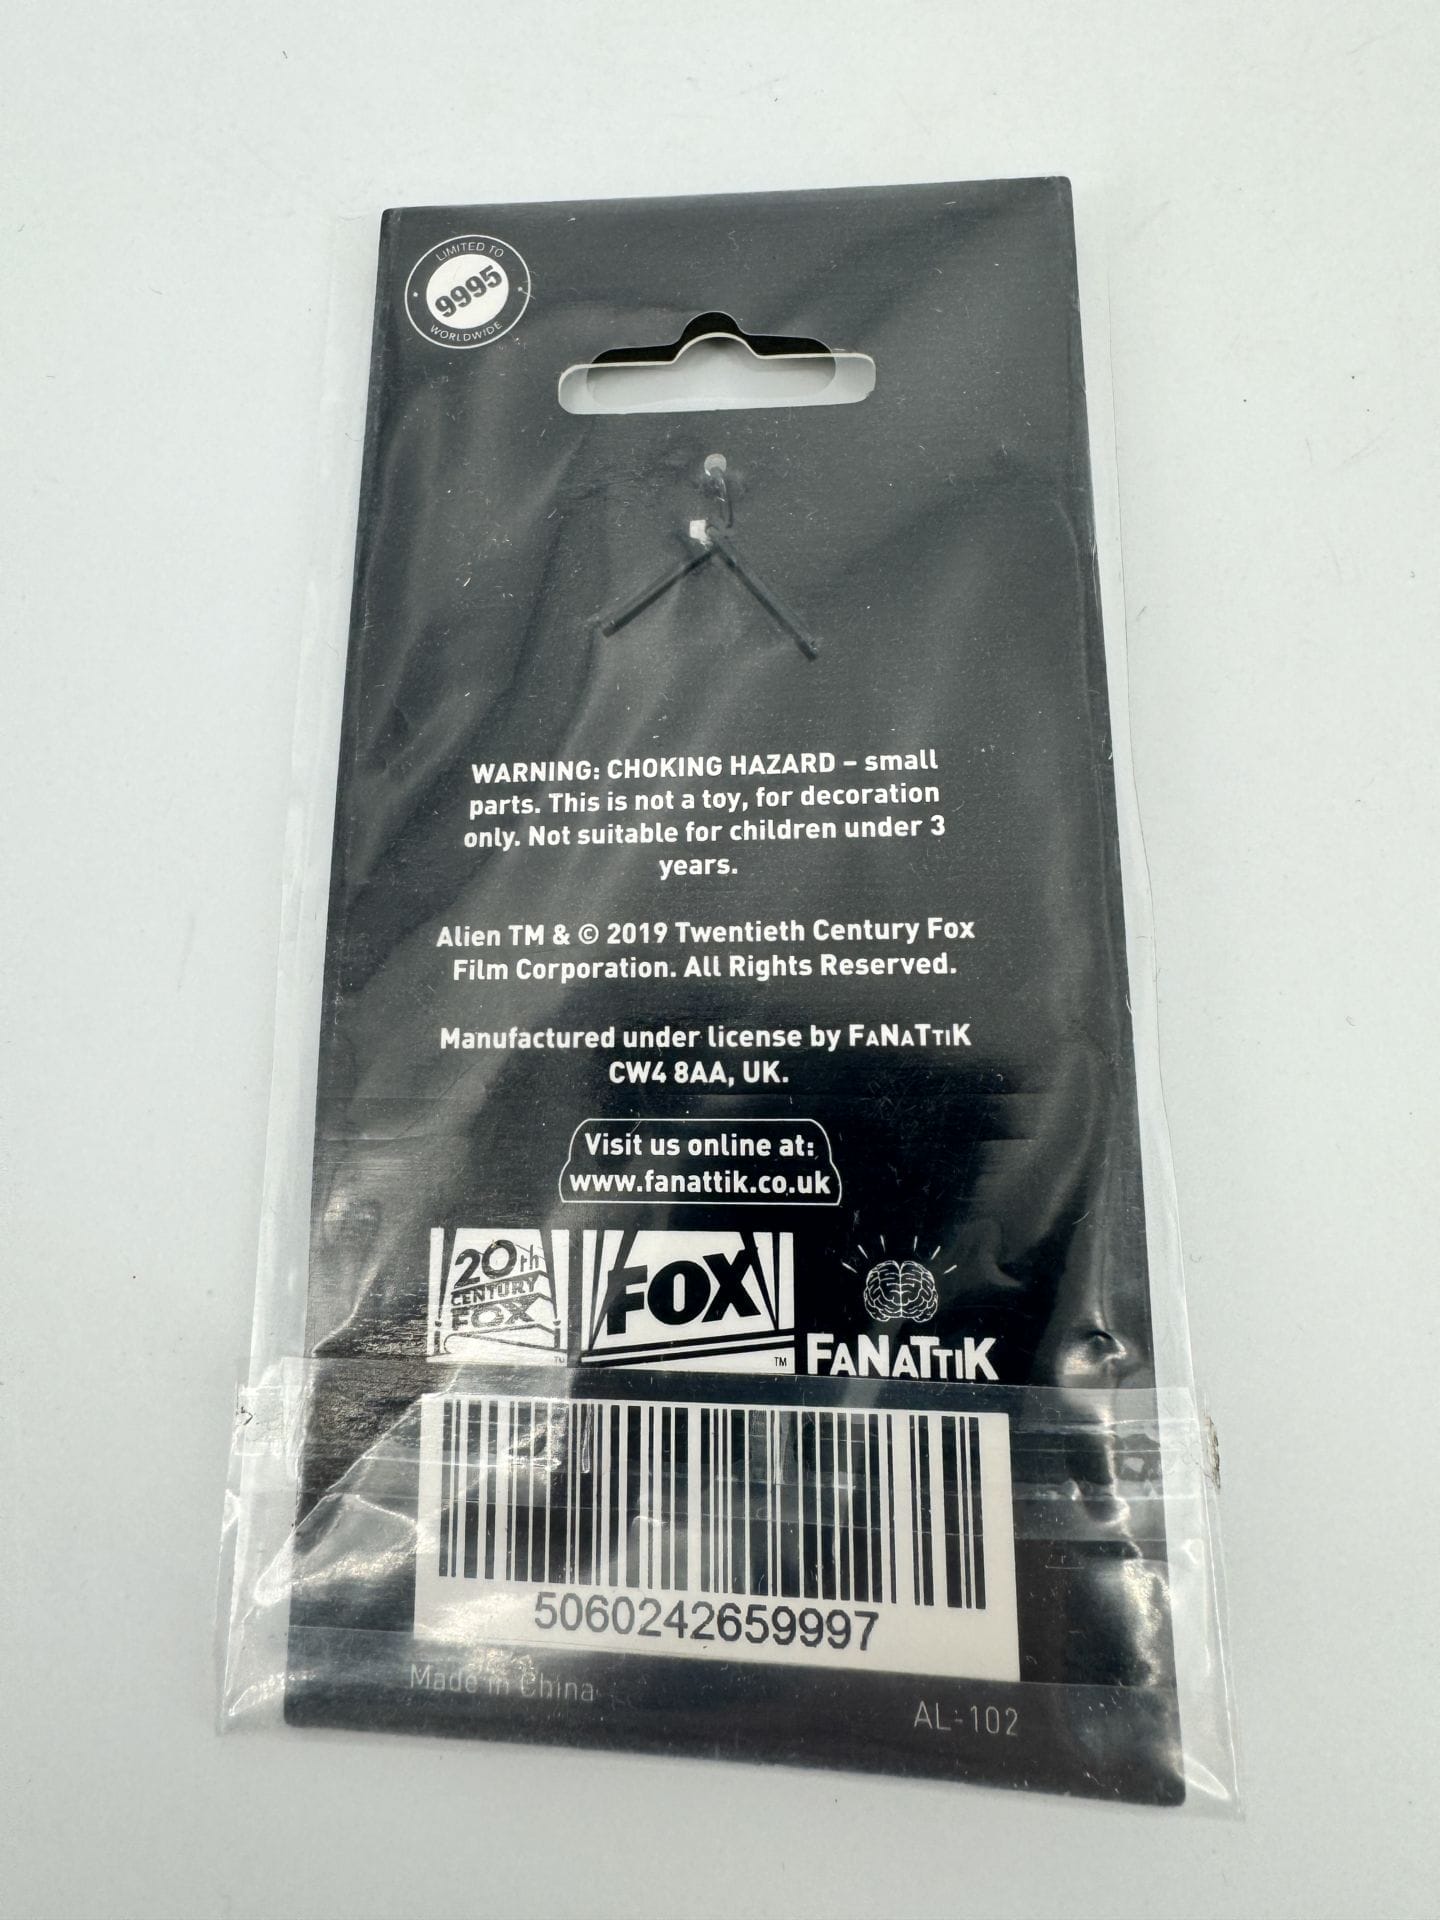 LIMITED TO
9995
WORLDWIDE
WARNING: CHOKING HAZARD – small
parts. This is not a toy, for decoration
only. Not suitable for children under 3
years.
Alien TM & © 2019 Twentieth Century Fox
Film Corporation. All Rights Reserved.
Manufactured under license by FANATTIK
CW4 8AA, UK.
Visit us online at:
www.fanattik.co.uk
20th
CENTURY
FOX
FOX
TM
FANATTIK
5060242659997
Made in China
AL-102